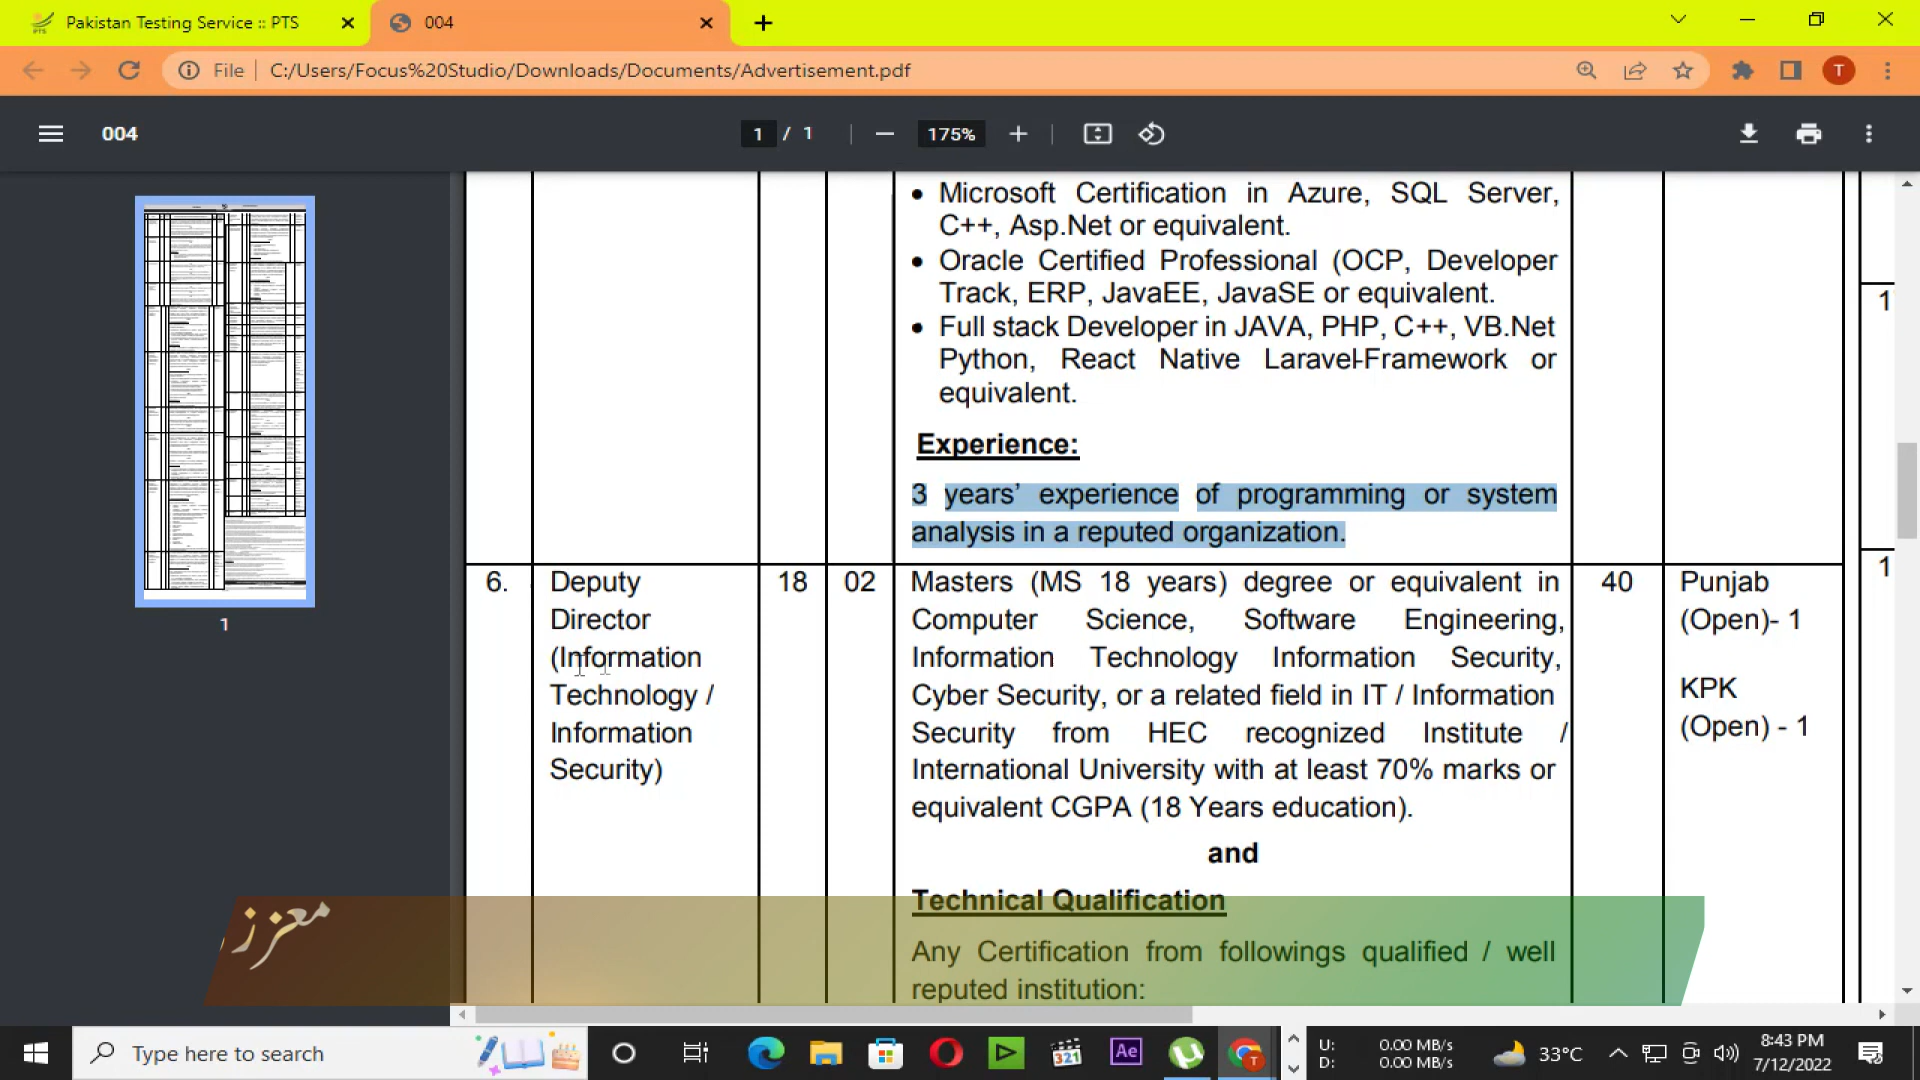 Pakistan Testing Service :: PTS
004
File
C:/Users/Focus%20Studio/Downloads/Documents/Advertisement.pdf
T
004
1 / 1
175%
Microsoft Certification in Azure, SQL Server,
C++, Asp.Net or equivalent.
Oracle Certified Professional (OCP, Developer
Track, ERP, JavaEE, JavaSE or equivalent.
Full stack Developer in JAVA, PHP, C++, VB.Net
Python, React Native Laravel-Framework or
equivalent.
Experience:
3 years’ experience of programming or system
analysis in a reputed organization.
6.
Deputy
Director
(Information
Technology /
Information
Security)
18
02
Masters (MS 18 years) degree or equivalent in
Computer Science, Software Engineering,
Information Technology Information Security,
Cyber Security, or a related field in IT / Information
Security from HEC recognized Institute /
International University with at least 70% marks or
equivalent CGPA (18 Years education).
and
Technical Qualification
Any Certification from followings qualified / well
reputed institution:
40
Punjab
(Open)- 1
KPK
(Open) - 1
1
1
1
معزز
Type here to search
321
Ae
T
U: 0.00 MB/s
D: 0.00 MB/s
33°C
8:43 PM
7/12/2022